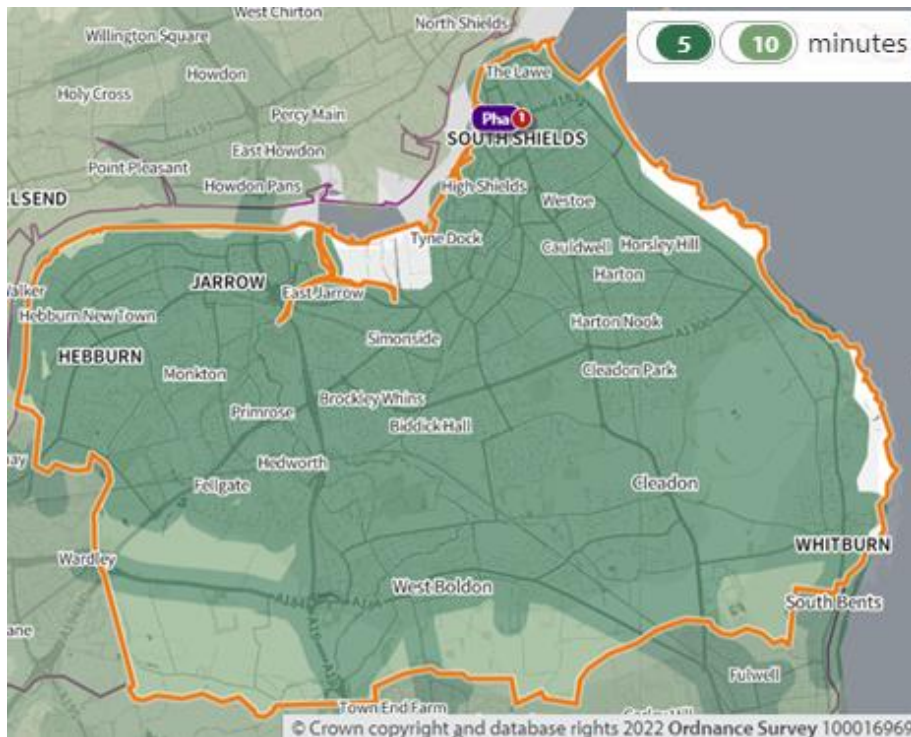 West Chirton
North Shields
Willington Square
5 10 minutes
Howdon
The Lawe
Holy Cross
Percy Main
Pha 1
SOUTH SHIELDS
East Howdon
Point Pleasant
Howdon Pans
High Shields
LSEND
Westoe
Tyne Dock
Cauldwell
Horsley Hill
JARROW
Harton
Walker
East Jarrow
Hebburn New Town
Simonside
Harton Nook
HEBBURN
Monkton
Cleadon Park
Brockley Whins
Primrose
Biddick Hall
Hedworth
Fellgate
Cleadon
WHITBURN
Wardley
West Boldon
South Bents
Fulwell
Town End Farm
© Crown copyright and database rights 2022 Ordnance Survey 100016969